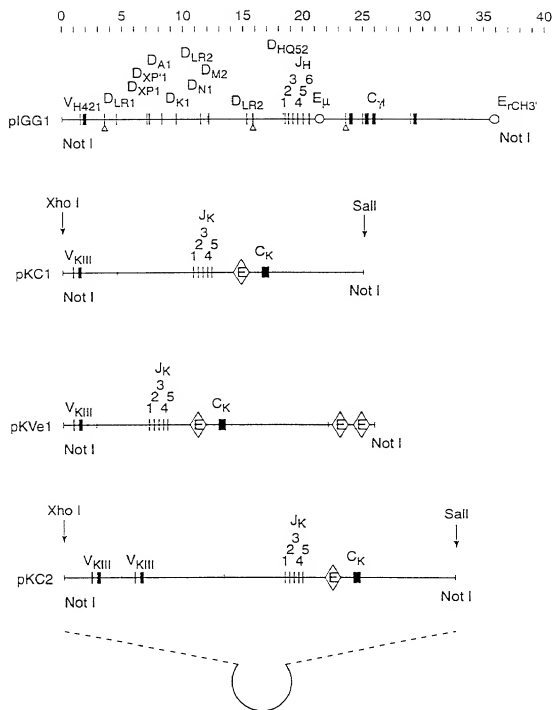 0 5 10 15 20 25 30 35 40
DHQ52
DLR2
DA1 JH
DXP'1 DM2 3 6
DXP1 DN1 2 5
VH421 DLR1 DK1 DLR2 1 4 Eμ Cγ1 ErCH3'
pIGG1
Not I Not I
Xho I SalI
JK
3
2 5
VKIII 1 4 CK
pKC1 E
Not I Not I
JK
3
2 5
VKIII 1 4 CK
pKVe1 E E E
Not I Not I
Xho I SalI
JK
3
2 5
VKIII VKIII 1 4 CK
pKC2 E
Not I Not I